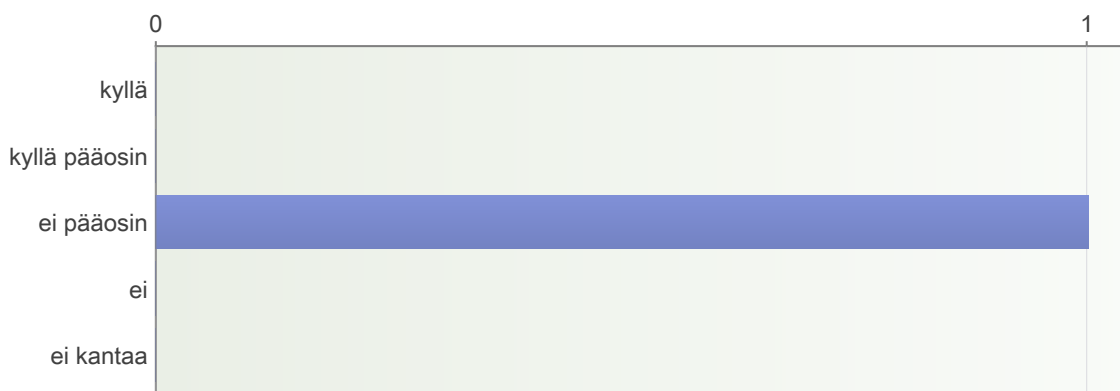 0 1
kyllä
kyllä pääosin
ei pääosin
ei
ei kantaa